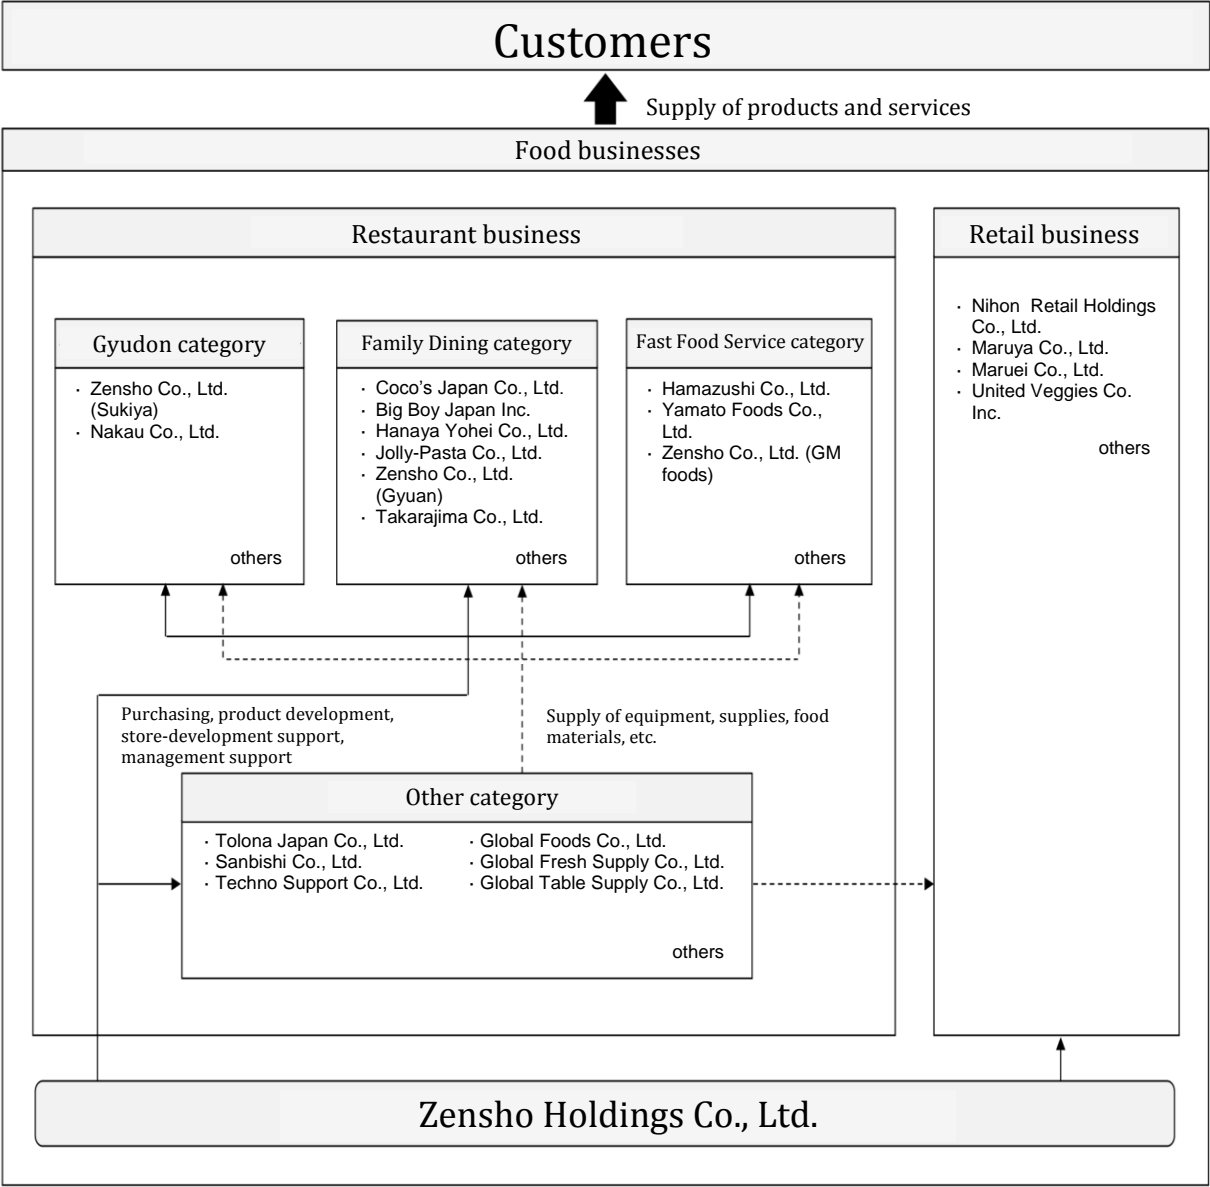 Customers
Supply of products and services
Food businesses
Restaurant business
Gyudon category
· Zensho Co., Ltd.
(Sukiya)
· Nakau Co., Ltd.
others
Family Dining category
· Coco's Japan Co., Ltd.
· Big Boy Japan Inc.
· Hanaya Yohei Co., Ltd.
· Jolly-Pasta Co., Ltd.
· Zensho Co., Ltd.
(Gyuan)
· Takarajima Co., Ltd.
others
Fast Food Service category
· Hamazushi Co., Ltd.
· Yamato Foods Co.,
Ltd.
· Zensho Co., Ltd. (GM
foods)
others
Retail business
· Nihon Retail Holdings
Co., Ltd.
· Maruya Co., Ltd.
· Maruei Co., Ltd.
· United Veggies Co.
Inc.
others
Purchasing, product development,
store-development support,
management support
Supply of equipment, supplies, food
materials, etc.
Other category
· Tolona Japan Co., Ltd.
· Sanbishi Co., Ltd.
· Techno Support Co., Ltd.
· Global Foods Co., Ltd.
· Global Fresh Supply Co., Ltd.
· Global Table Supply Co., Ltd.
others
Zensho Holdings Co., Ltd.